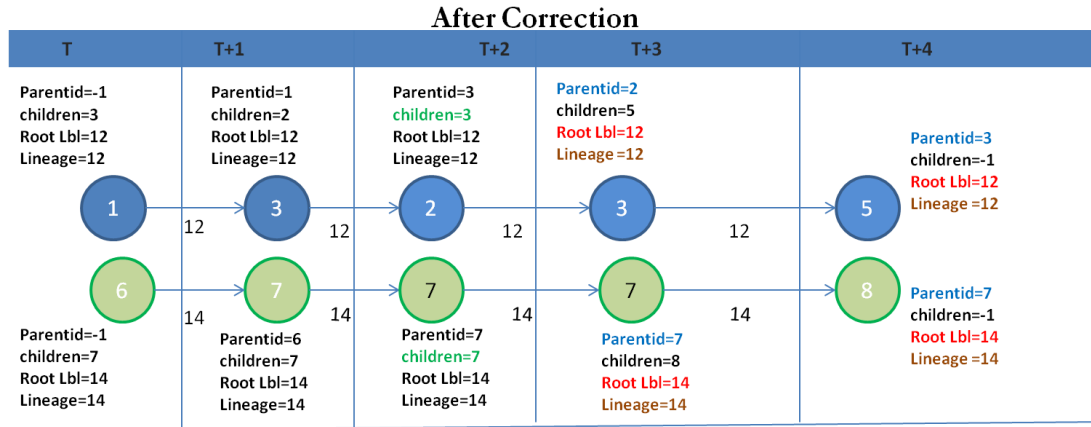 After Correction
T
T+1
T+2
T+3
T+4
Parentid=-1
children=3
Root Lbl=12
Lineage=12
Parentid=1
children=2
Root Lbl=12
Lineage=12
Parentid=3
children=3
Root Lbl=12
Lineage=12
Parentid=2
children=5
Root Lbl=12
Lineage =12
Parentid=3
children=-1
Root Lbl=12
Lineage =12
1
3
2
3
5
12
12
12
12
6
7
7
7
8
14
14
14
14
Parentid=-1
children=7
Root Lbl=14
Lineage=14
Parentid=6
children=7
Root Lbl=14
Lineage=14
Parentid=7
children=7
Root Lbl=14
Lineage=14
Parentid=7
children=8
Root Lbl=14
Lineage=14
Parentid=7
children=-1
Root Lbl=14
Lineage =14